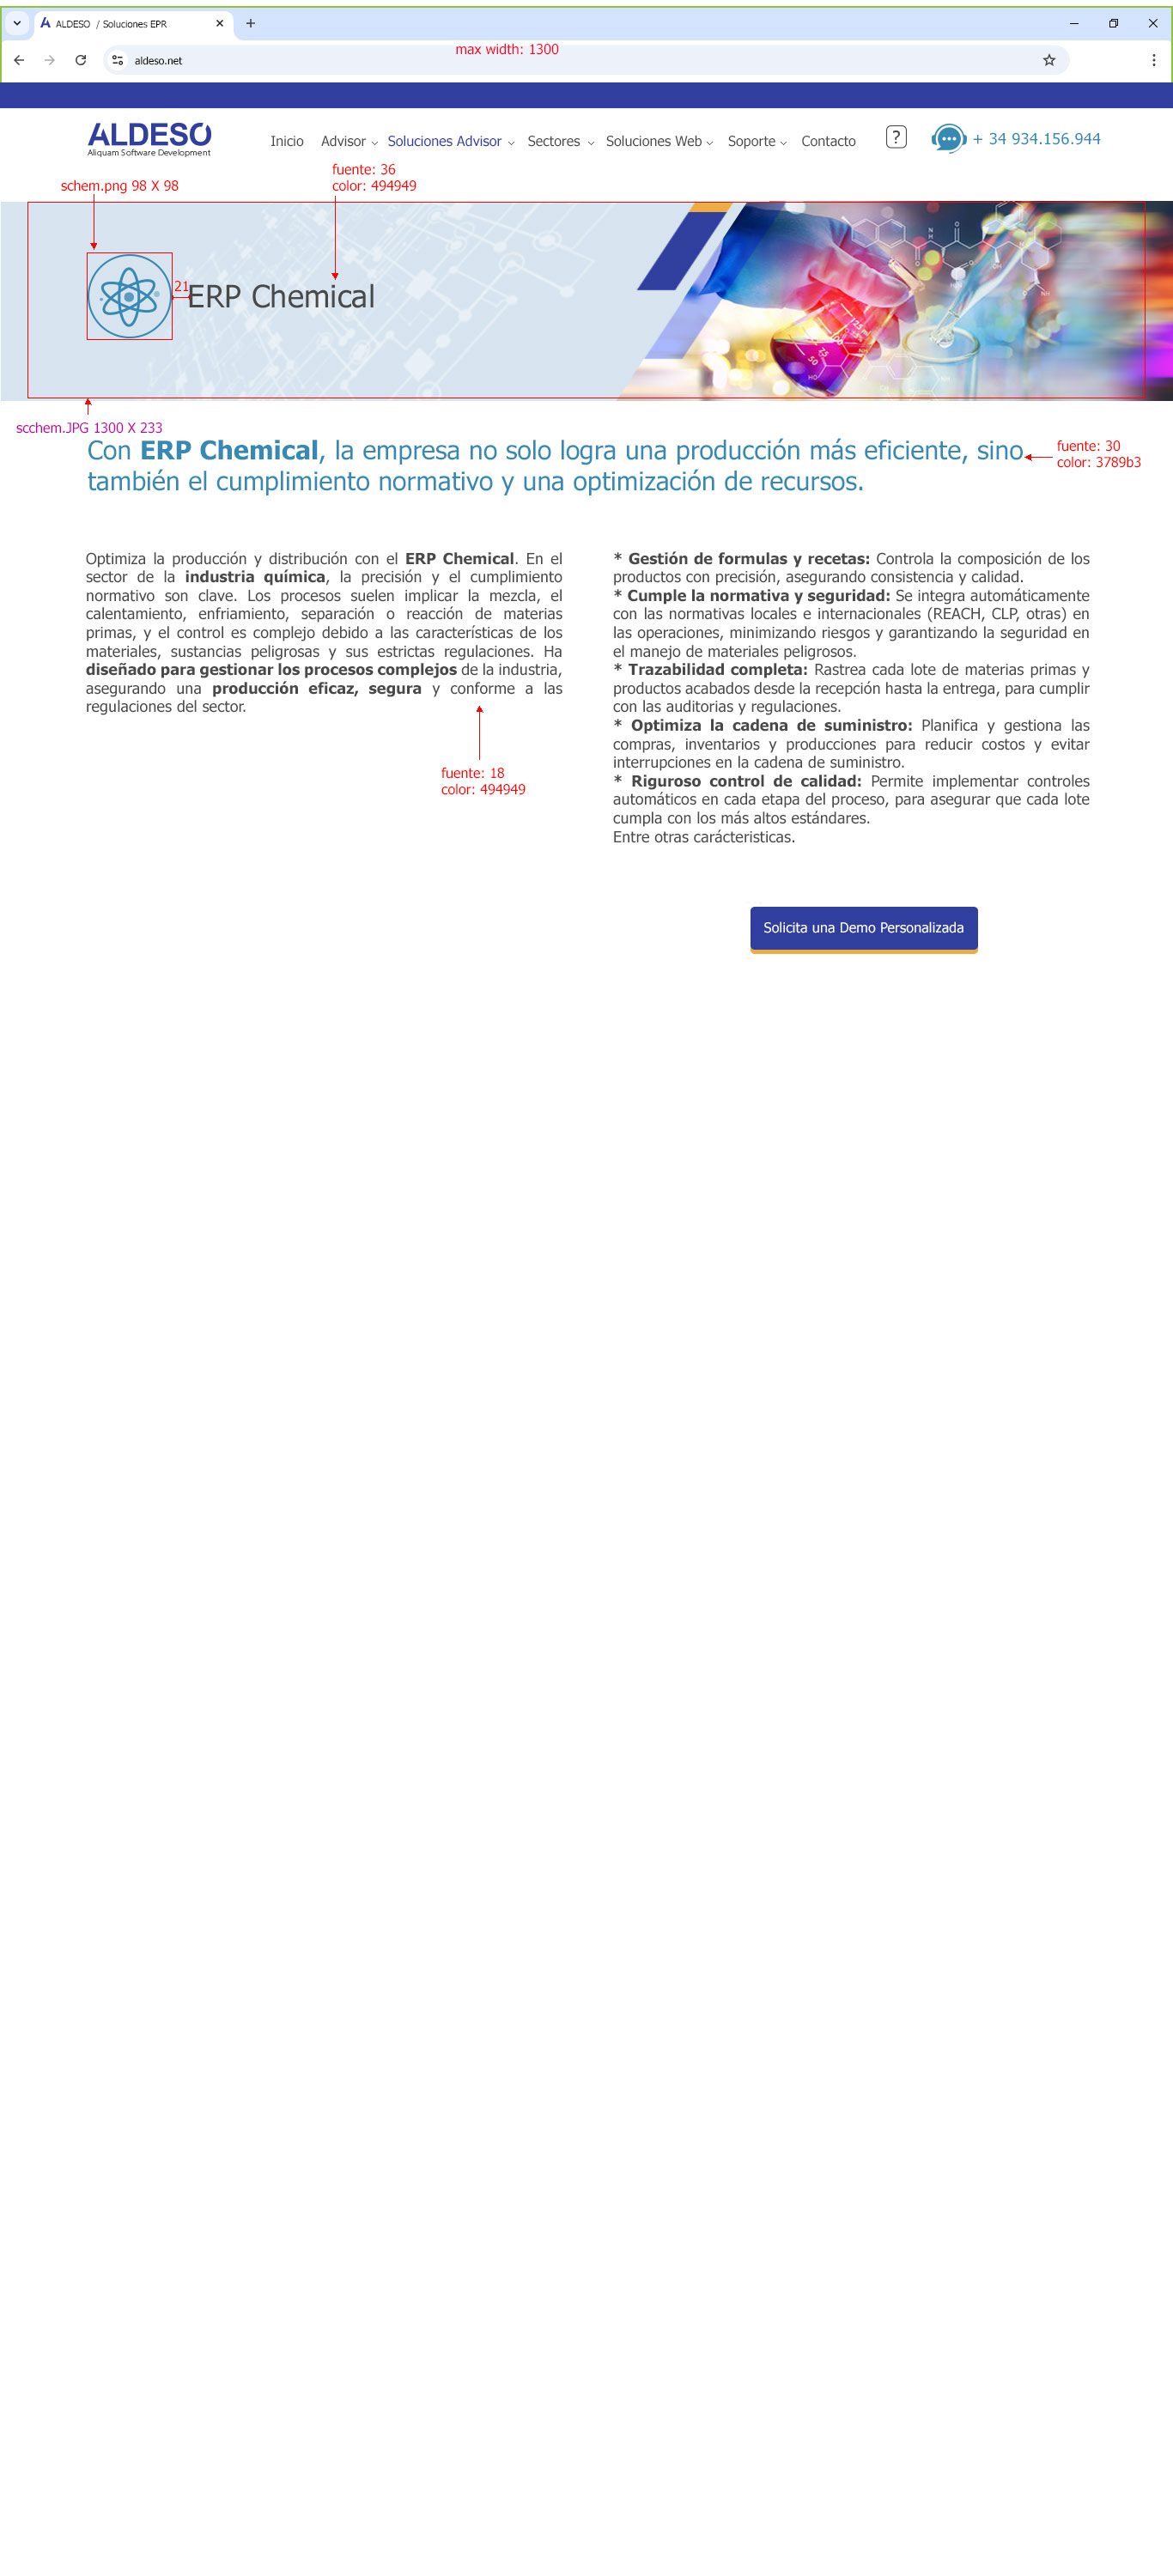 ALDESO / Soluciones EPR
aldeso.net
max width: 1300
ALDESO
Aliquam Software Development
Inicio Advisor Soluciones Advisor Sectores Soluciones Web Soporte Contacto ? + 34 934.156.944
fuente: 36
color: 494949
schem.png 98 X 98
21
ERP Chemical
scchem.JPG 1300 X 233
Con ERP Chemical, la empresa no solo logra una producción más eficiente, sino
también el cumplimiento normativo y una optimización de recursos.
fuente: 30
color: 3789b3
Optimiza la producción y distribución con el ERP Chemical. En el
sector de la industria química, la precisión y el cumplimiento
normativo son clave. Los procesos suelen implicar la mezcla, el
calentamiento, enfriamiento, separación o reacción de materias
primas, y el control es complejo debido a las características de los
materiales, sustancias peligrosas y sus estrictas regulaciones. Ha
diseñado para gestionar los procesos complejos de la industria,
asegurando una producción eficaz, segura y conforme a las
regulaciones del sector.
fuente: 18
color: 494949
* Gestión de formulas y recetas: Controla la composición de los
productos con precisión, asegurando consistencia y calidad.
* Cumple la normativa y seguridad: Se integra automáticamente
con las normativas locales e internacionales (REACH, CLP, otras) en
las operaciones, minimizando riesgos y garantizando la seguridad en
el manejo de materiales peligrosos.
* Trazabilidad completa: Rastrea cada lote de materias primas y
productos acabados desde la recepción hasta la entrega, para cumplir
con las auditorias y regulaciones.
* Optimiza la cadena de suministro: Planifica y gestiona las
compras, inventarios y producciones para reducir costos y evitar
interrupciones en la cadena de suministro.
* Riguroso control de calidad: Permite implementar controles
automáticos en cada etapa del proceso, para asegurar que cada lote
cumpla con los más altos estándares.
Entre otras carácteristicas.
Solicita una Demo Personalizada